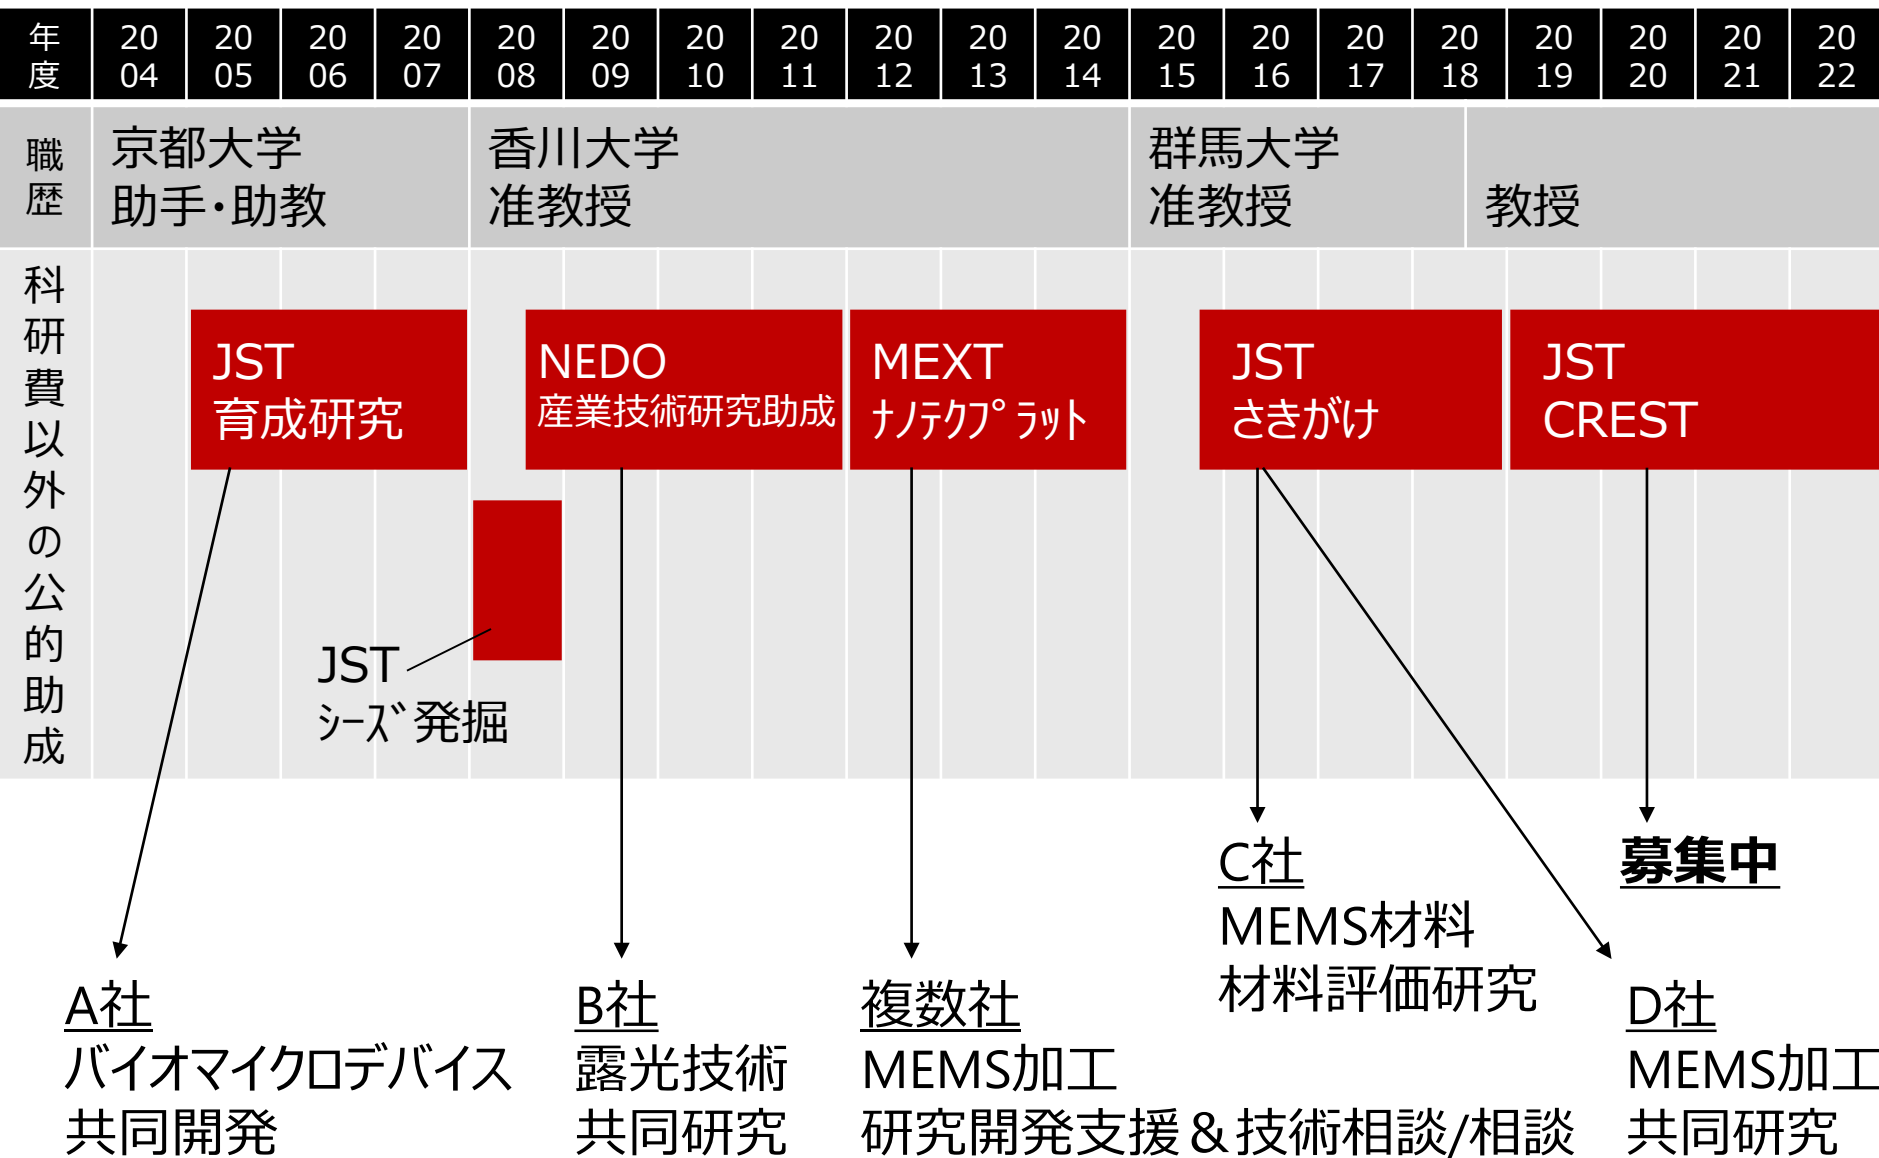 年度 2004 2005 2006 2007 2008 2009 2010 2011 2012 2013 2014 2015 2016 2017 2018 2019 2020 2021 2022
職歴
京都大学
助手・助教
香川大学
准教授
群馬大学
准教授
教授
科研費以外の公的助成
JST
育成研究
NEDO
産業技術研究助成
MEXT
ﾅﾉﾃｸﾌﾟﾗｯﾄ
JST
さきがけ
JST
CREST
JST
ｼｰｽﾞ発掘
A社
バイオマイクロデバイス
共同開発
B社
露光技術
共同研究
複数社
MEMS加工
研究開発支援＆技術相談/相談
C社
MEMS材料
材料評価研究
募集中
D社
MEMS加工
共同研究